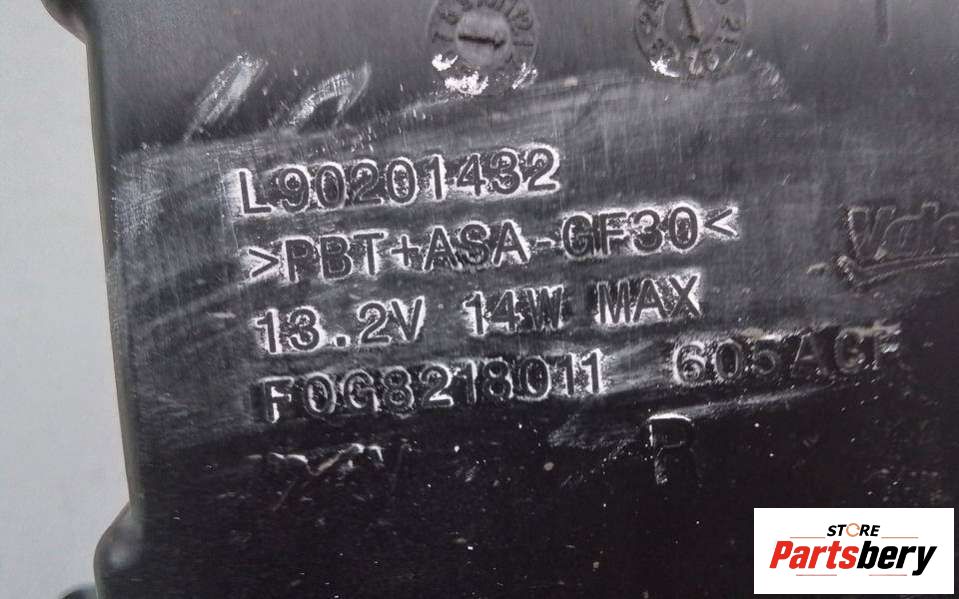 L90201432
>PBT+ASA-GF30<
13.2V 14W MAX
F0G8218011 605ACF
R
STORE
Partsbery